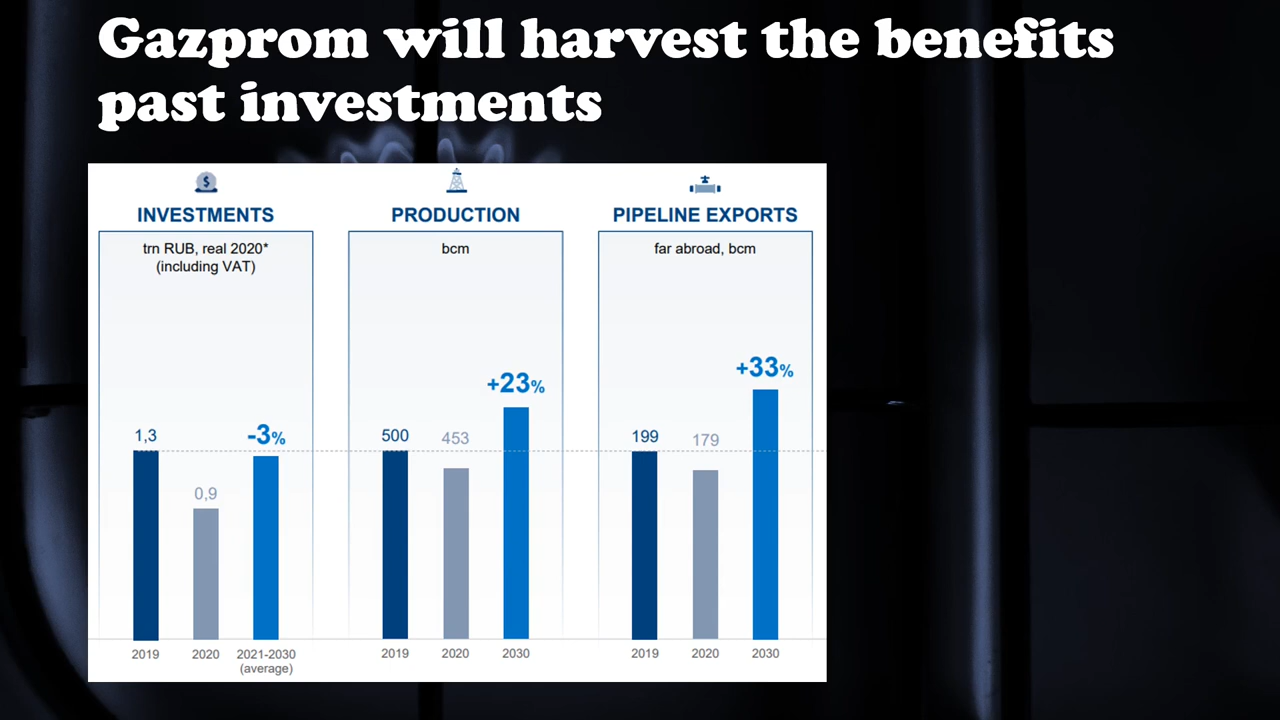 Gazprom will harvest the benefits
past investments
$
INVESTMENTS
trn RUB, real 2020*
(including VAT)
1,3
0,9
-3%
2019
2020
2021-2030
(average)
PRODUCTION
bcm
500
453
+23%
2019
2020
2030
PIPELINE EXPORTS
far abroad, bcm
199
179
+33%
2019
2020
2030